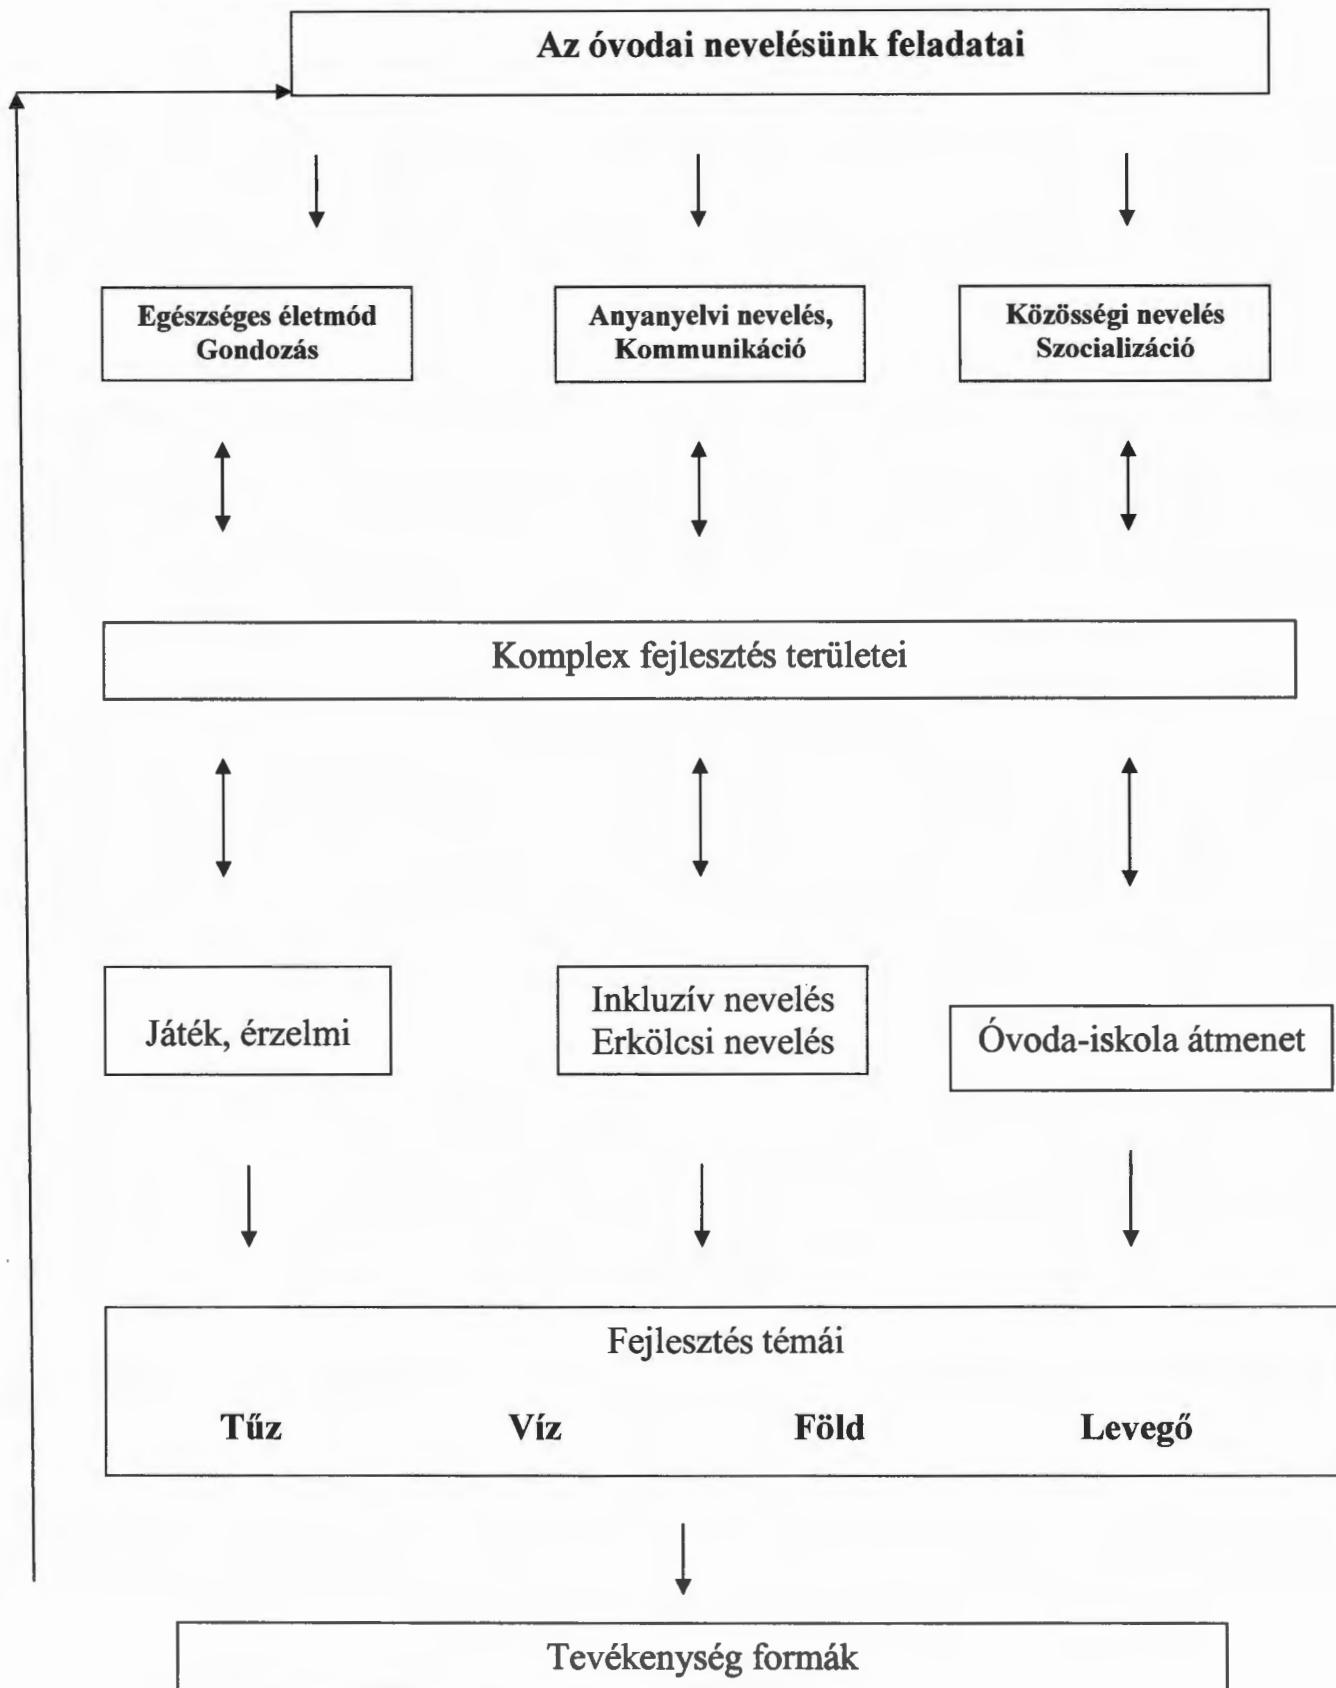 Az óvodai nevelésünk feladatai
Egészséges életmód
Gondozás
Anyanyelvi nevelés,
Kommunikáció
Közösségi nevelés
Szocializáció
Komplex fejlesztés területei
Játék, érzelmi
Inkluzív nevelés
Erkölcsi nevelés
Óvoda-iskola átmenet
Fejlesztés témái
Tűz Víz Föld Levegő
Tevékenység formák